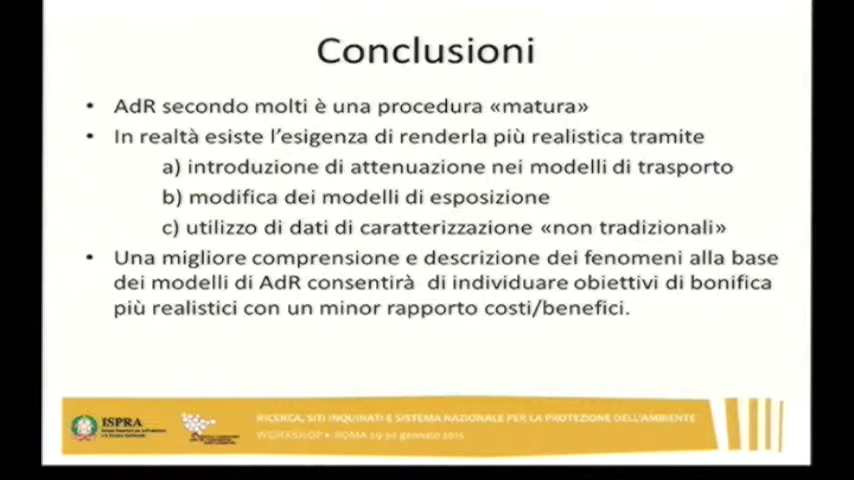 Conclusioni
• AdR secondo molti è una procedura «matura»
• In realtà esiste l'esigenza di renderla più realistica tramite
a) introduzione di attenuazione nei modelli di trasporto
b) modifica dei modelli di esposizione
c) utilizzo di dati di caratterizzazione «non tradizionali»
• Una migliore comprensione e descrizione dei fenomeni alla base
dei modelli di AdR consentirà di individuare obiettivi di bonifica
più realistici con un minor rapporto costi/benefici.
ISPRA
RICERCA, SITI INQUINATI E SISTEMA NAZIONALE PER LA PROTEZIONE DELL'AMBIENTE
WORKSHOP • ROMA 29-30 gennaio